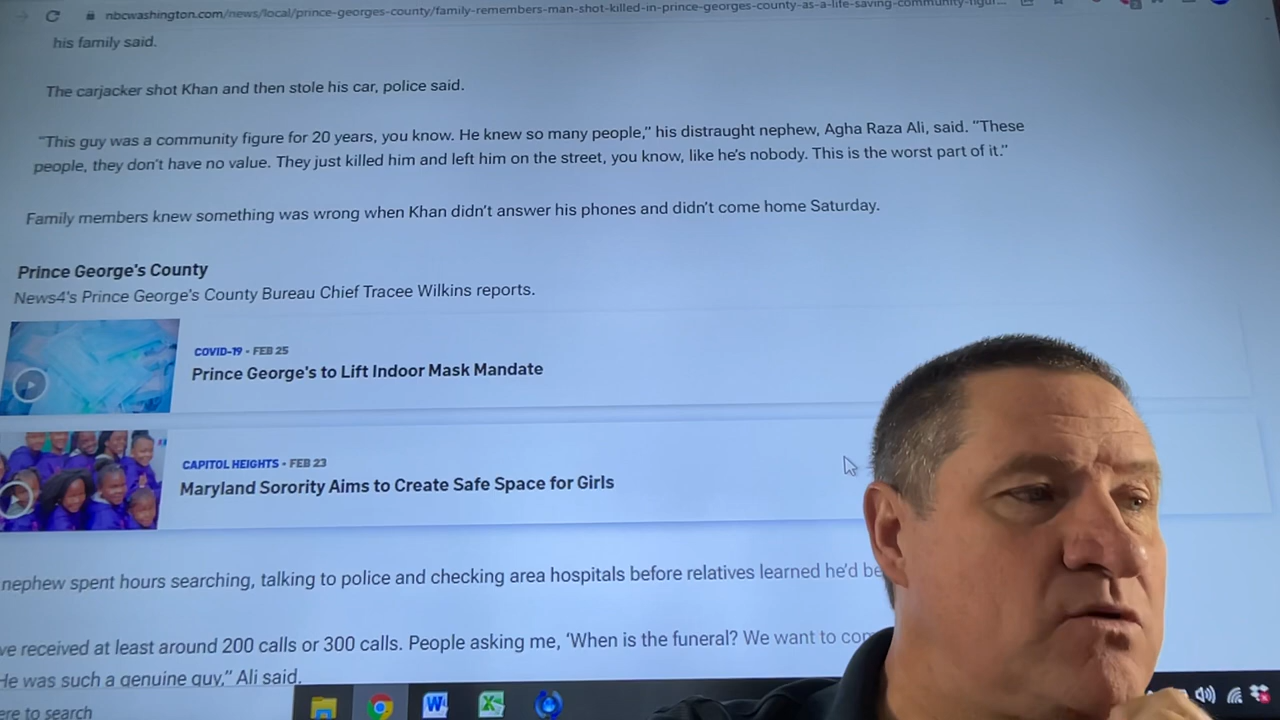 nbcwashington.com/news/local/prince-georges-county/family-remembers-man-shot-killed-in-prince-georges-county-as-a-life-saving-community-figur...
his family said.
The carjacker shot Khan and then stole his car, police said.
"This guy was a community figure for 20 years, you know. He knew so many people," his distraught nephew, Agha Raza Ali, said. "These
people, they don't have no value. They just killed him and left him on the street, you know, like he's nobody. This is the worst part of it."
Family members knew something was wrong when Khan didn't answer his phones and didn't come home Saturday.
Prince George's County
News4's Prince George's County Bureau Chief Tracee Wilkins reports.
COVID-19 • FEB 25
Prince George's to Lift Indoor Mask Mandate
CAPITOL HEIGHTS • FEB 23
Maryland Sorority Aims to Create Safe Space for Girls
nephew spent hours searching, talking to police and checking area hospitals before relatives learned he'd be
ve received at least around 200 calls or 300 calls. People asking me, 'When is the funeral? We want to com
He was such a genuine guy," Ali said.
ere to search